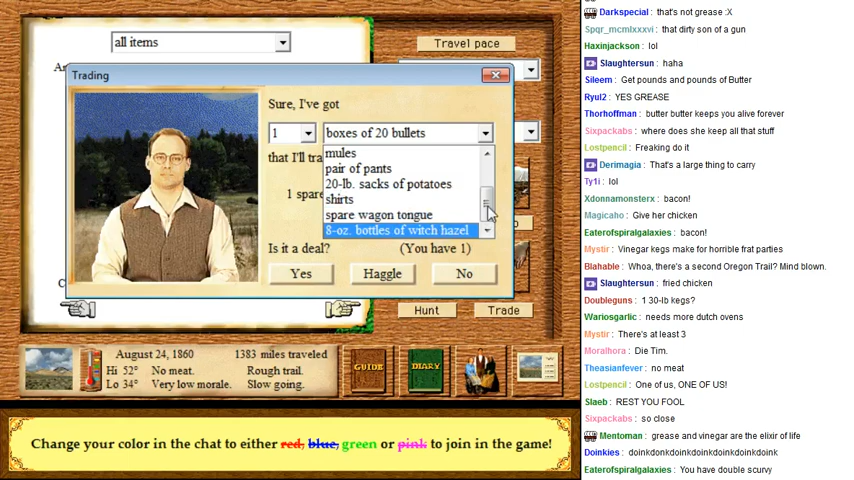 all items
Travel pace
Trading
Sure, I've got
1
boxes of 20 bullets
that I'll tra
mules
pair of pants
20-lb. sacks of potatoes
shirts
1 spare
spare wagon tongue
8-oz. bottles of witch hazel
Is it a deal?
(You have 1)
Yes
Haggle
No
Hunt
Trade
August 24, 1860
1383 miles traveled
Hi 52°
No meat.
Rough trail.
Lo 34°
Very low morale.
Slow going.
GUIDE
DIARY
Change your color in the chat to either red, blue, green or pink to join in the game!
Darkspecial : that's not grease :X
Spqr_mcmlxxxvi : that dirty son of a gun
Haxinjackson : lol
Slaughtersun : haha
Sileem : Get pounds and pounds of Butter
Ryul2 : YES GREASE
Thorhoffman : butter butter keeps you alive forever
Sixpackabs : where does she keep all that stuff
Lostpencil : Freaking do it
Derimagia : That's a large thing to carry
Ty1i : lol
Xdonnamonsterx : bacon!
Magicaho : Give her chicken
Eaterofspiralgalaxies : bacon!
Mystir : Vinegar kegs make for horrible frat parties
Blahable : Whoa, there's a second Oregon Trail? Mind blown.
Slaughtersun : fried chicken
Doubleguns : 1 30-lb kegs?
Wariosgarlic : needs more dutch ovens
Mystir : There's at least 3
Moralhora : Die Tim.
Theasianfever : no meat
Lostpencil : One of us, ONE OF US!
Slaeb : REST YOU FOOL
Sixpackabs : so close
Mentoman : grease and vinegar are the elixir of life
Doinkies : doinkdonkdoinkdoinkdoinkdoinkdoink
Eaterofspiralgalaxies : You have double scurvy